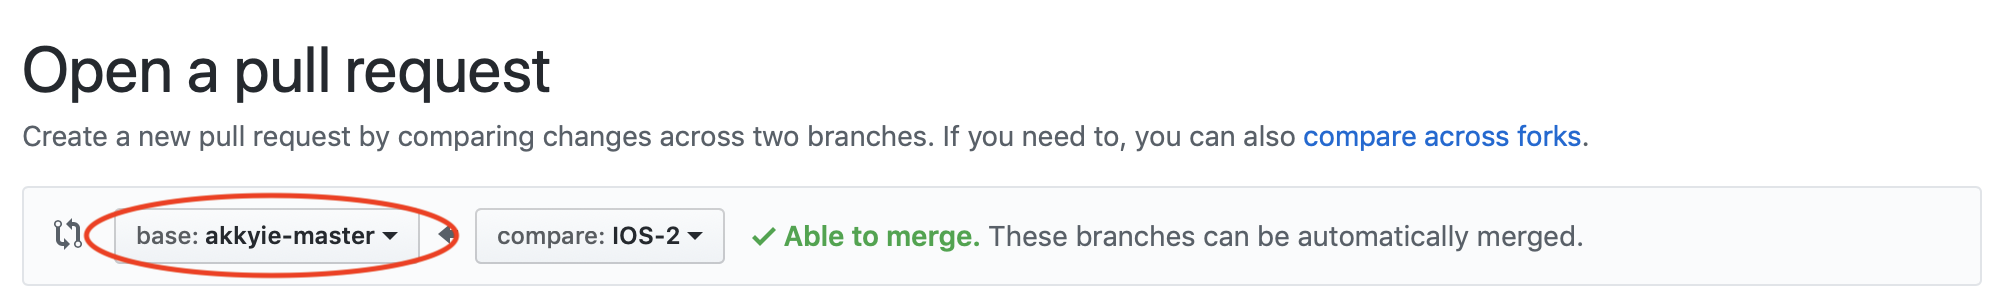 Open a pull request
Create a new pull request by comparing changes across two branches. If you need to, you can also compare across forks.
base: akkyie-master compare: IOS-2 Able to merge. These branches can be automatically merged.